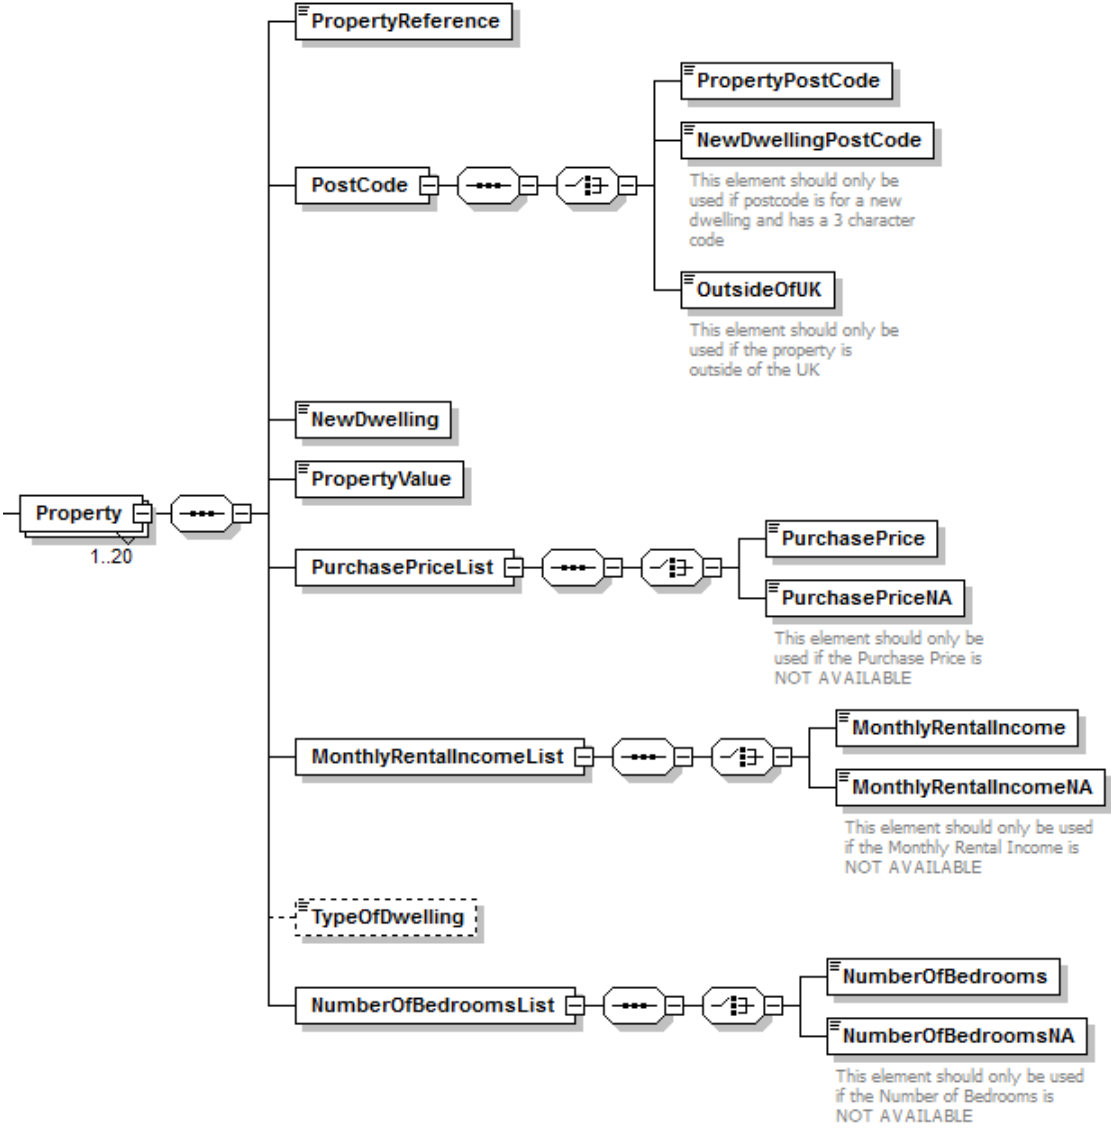 PropertyReference
PropertyPostCode
NewDwellingPostCode
This element should only be
used if postcode is for a new
dwelling and has a 3 character
code
PostCode
OutsideOfUK
This element should only be
used if the property is
outside of the UK
NewDwelling
PropertyValue
Property
1..20
PurchasePriceList
PurchasePrice
PurchasePriceNA
This element should only be
used if the Purchase Price is
NOT AVAILABLE
MonthlyRentalIncomeList
MonthlyRentalIncome
MonthlyRentalIncomeNA
This element should only be used
if the Monthly Rental Income is
NOT AVAILABLE
TypeOfDwelling
NumberOfBedroomsList
NumberOfBedrooms
NumberOfBedroomsNA
This element should only be used
if the Number of Bedrooms is
NOT AVAILABLE